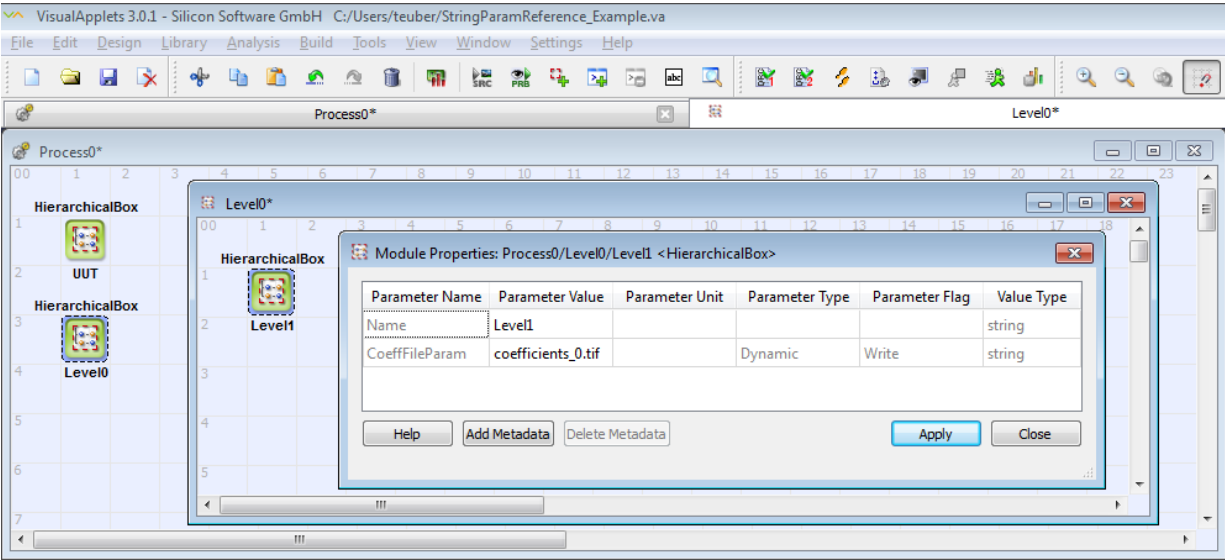 VisualApplets 3.0.1 - Silicon Software GmbH C:/Users/teuber/StringParamReference_Example.va
File Edit Design Library Analysis Build Tools View Window Settings Help
SRC PRB abc
Process0* Level0*
Process0*
00 1 2 3 4 5 6 7 8 9 10 11 12 13 14 15 16 17 18 19 20 21 22 23
HierarchicalBox
1
UUT
2
HierarchicalBox
3
Level0
4
5
6
7
Level0*
00 1 2 3 4 5 6 7 8 9 10 11 12 13 14 15 16 17 18
HierarchicalBox
1
Level1
2
3
4
5
Module Properties: Process0/Level0/Level1 <HierarchicalBox>
Parameter Name Parameter Value Parameter Unit Parameter Type Parameter Flag Value Type
Name Level1 string
CoeffFileParam coefficients_0.tif Dynamic Write string
Help Add Metadata Delete Metadata Apply Close